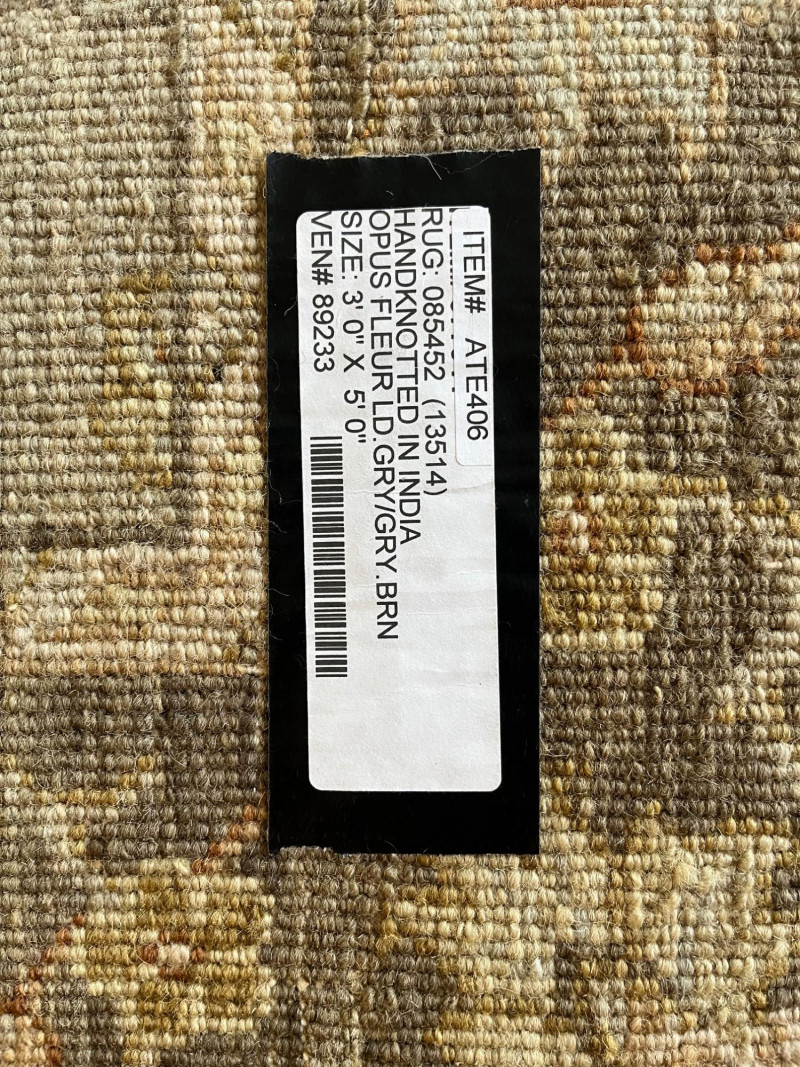 ITEM# ATE406
RUG: 085452 (13514)
HANDKNOTTED IN INDIA
OPUS FLEUR LD.GRY/GRY.BRN
SIZE: 3' 0" X 5' 0"
VEN# 89233